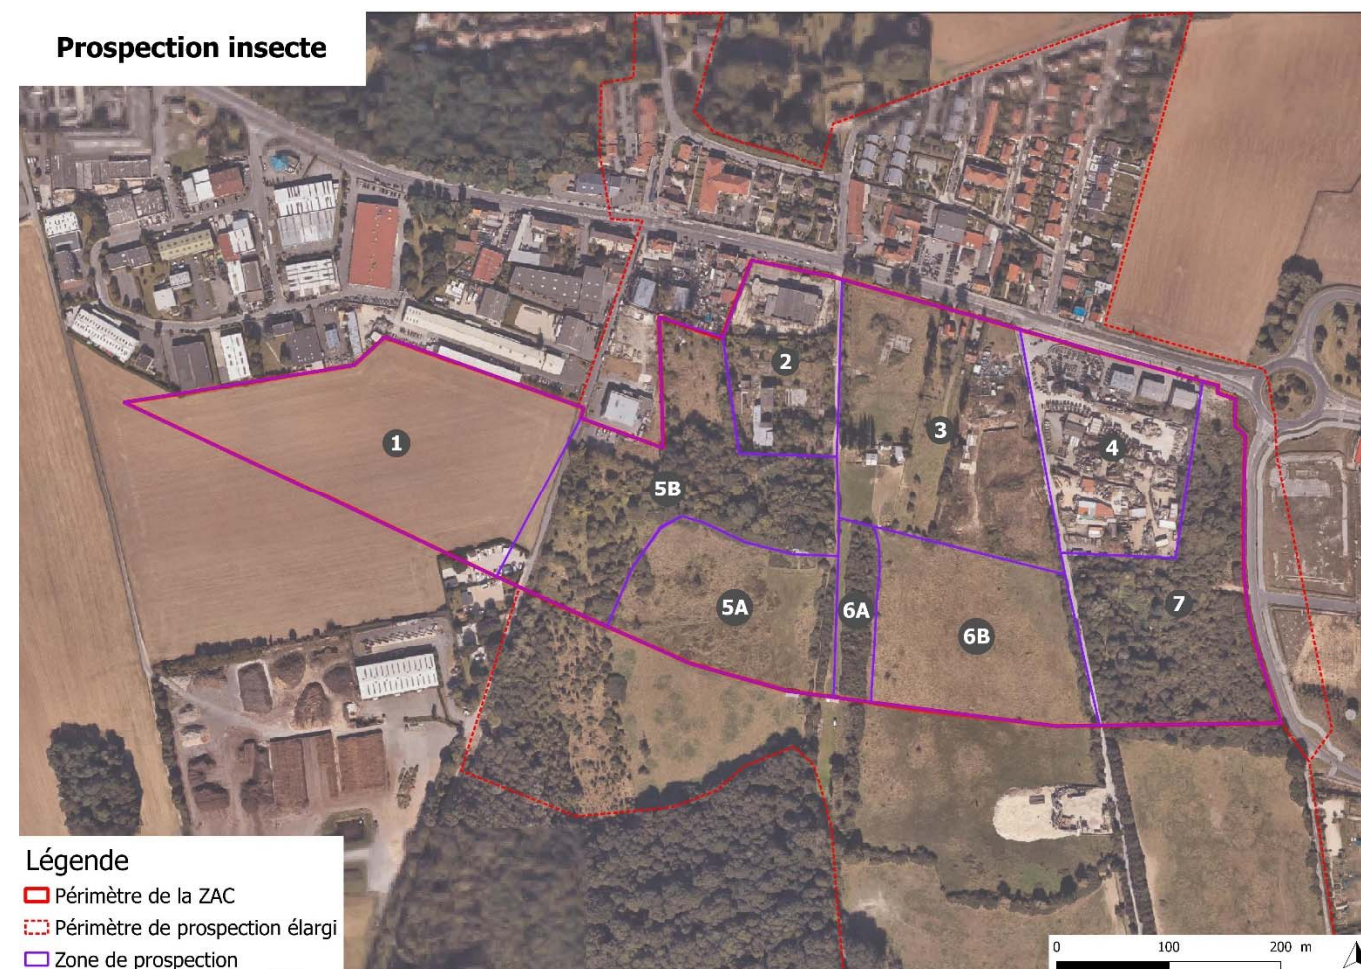 Prospection insecte
1
2
3
4
5B
5A
6A
6B
7
Légende
Périmètre de la ZAC
Périmètre de prospection élargi
Zone de prospection
0 100 200 m